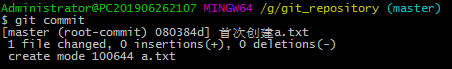 Administrator@PC201906262107 MINGW64 /g/git_repository (master)
$ git commit
[master (root-commit) 080384d] 首次创建a.txt
 1 file changed, 0 insertions(+), 0 deletions(-)
 create mode 100644 a.txt